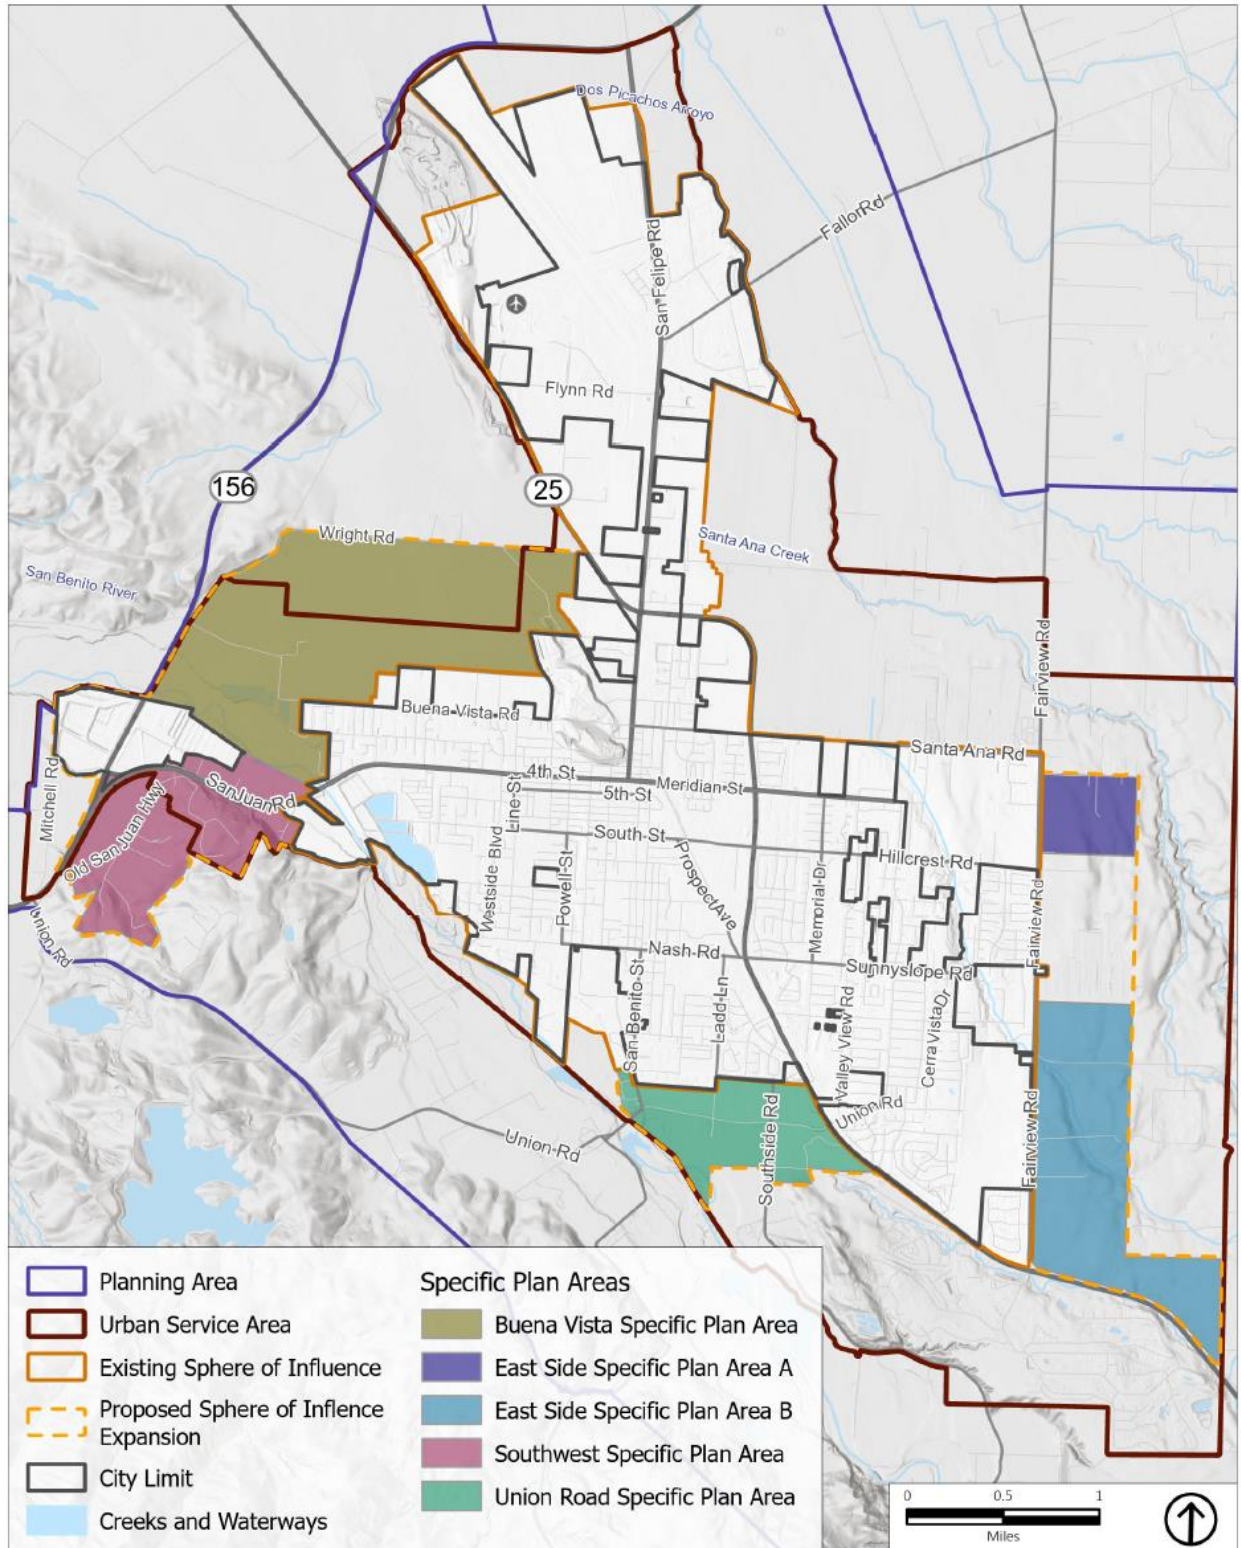 Dos Picachos Arroyo
FallorRd
San Felipe Rd
Flynn Rd
156
25
Wright Rd
Santa Ana Creek
San Benito River
Fairview Rd
Buena Vista Rd
Santa Ana Rd
Mitchell Rd
SanJuanRd
Old San Juan Hwy
4th St
Meridian St
5th St
Line St
South St
Hillcrest Rd
Westside Blvd
Powell St
Prospect Ave
Memorial Dr
Fairview Rd
Union Rd
Nash Rd
Sunnyslope Rd
San Benito St
Ladd Ln
Valley View Rd
Cerra Vista Dr
Union Rd
Fairview Rd
Southside Rd
Union Rd
Planning Area
Urban Service Area
Existing Sphere of Influence
Proposed Sphere of Inflence
Expansion
City Limit
Creeks and Waterways
Specific Plan Areas
Buena Vista Specific Plan Area
East Side Specific Plan Area A
East Side Specific Plan Area B
Southwest Specific Plan Area
Union Road Specific Plan Area
0 0.5 1
Miles